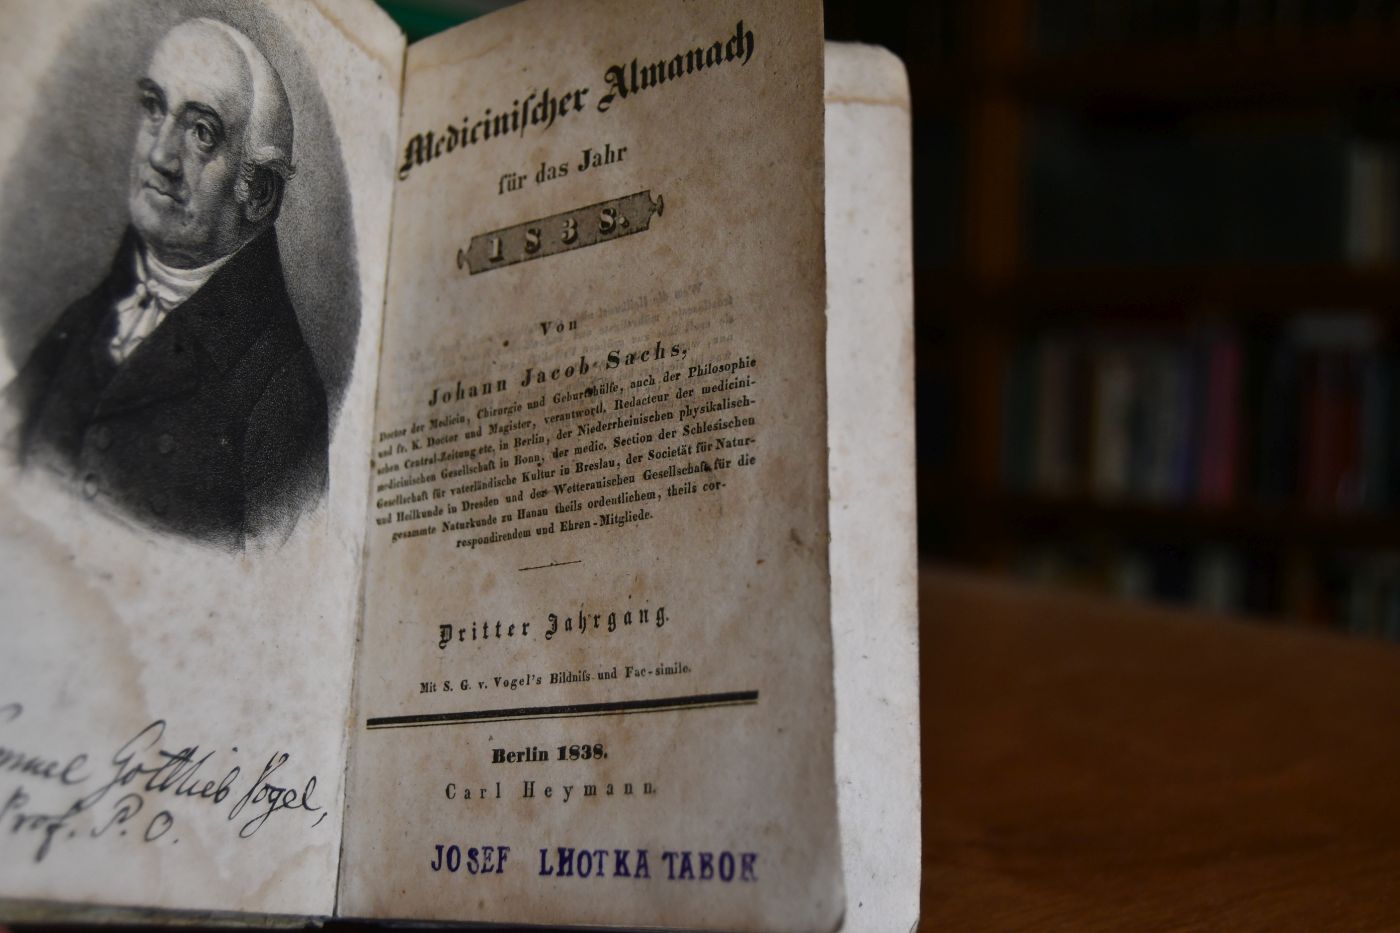 Gottlieb Vogel,
Prof. P. O.
Medicinischer Almanach
für das Jahr
1838.
Von
Johann Jacob Sachs,
Doctor der Medicin, Chirurgie und Geburtshülfe, auch der Philosophie
und fr. K. Doctor und Magister, verantwortl. Redacteur der medicini-
schen Central-Zeitung etc. in Berlin, der Niederrheinischen physikalisch-
medicinischen Gesellschaft in Bonn, der medic. Section der Schlesischen
Gesellschaft für vaterländische Kultur in Breslau, der Societät für Natur-
und Heilkunde in Dresden und der Wetterauischen Gesellschaft für die
gesammte Naturkunde zu Hanau theils ordentlichem, theils cor-
respondirendem und Ehren-Mitgliede.
Dritter Jahrgang.
Mit S. G. v. Vogel's Bildniſs und Fac-simile.
Berlin 1838.
Carl Heymann.
JOSEF LHOTKA TABOR